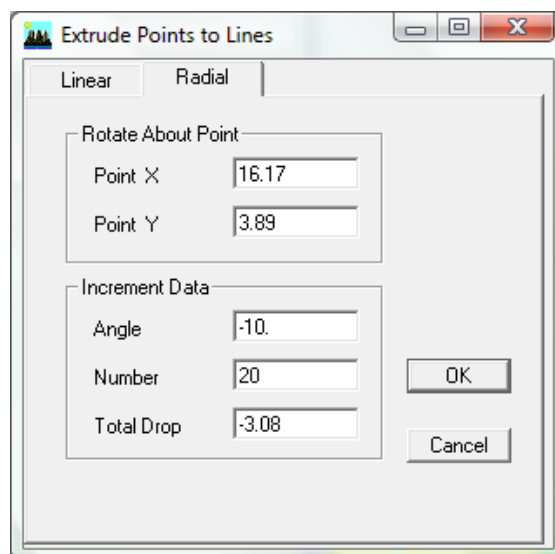 Extrude Points to Lines
Linear Radial
Rotate About Point
Point X 16.17
Point Y 3.89
Increment Data
Angle -10.
Number 20 OK
Total Drop -3.08
Cancel